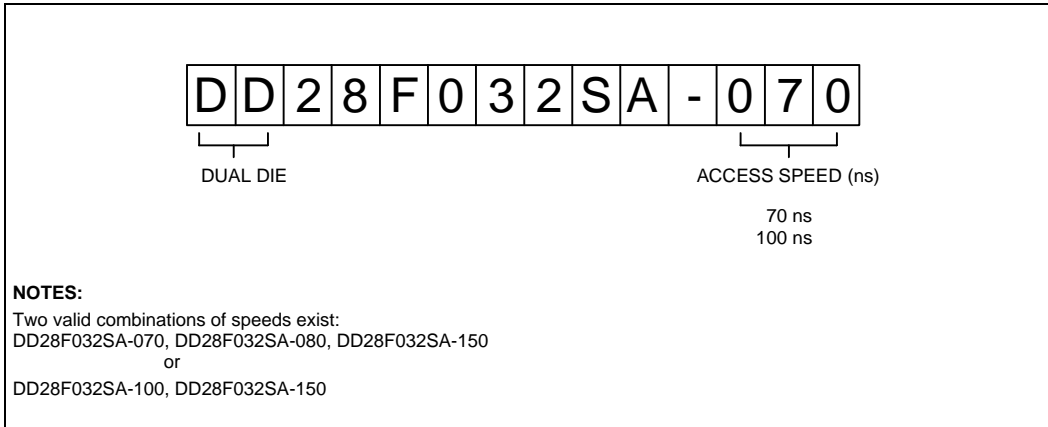 DD28F032SA-070
DUAL DIE
ACCESS SPEED (ns)
70 ns
100 ns
NOTES:
Two valid combinations of speeds exist:
DD28F032SA-070, DD28F032SA-080, DD28F032SA-150
or
DD28F032SA-100, DD28F032SA-150